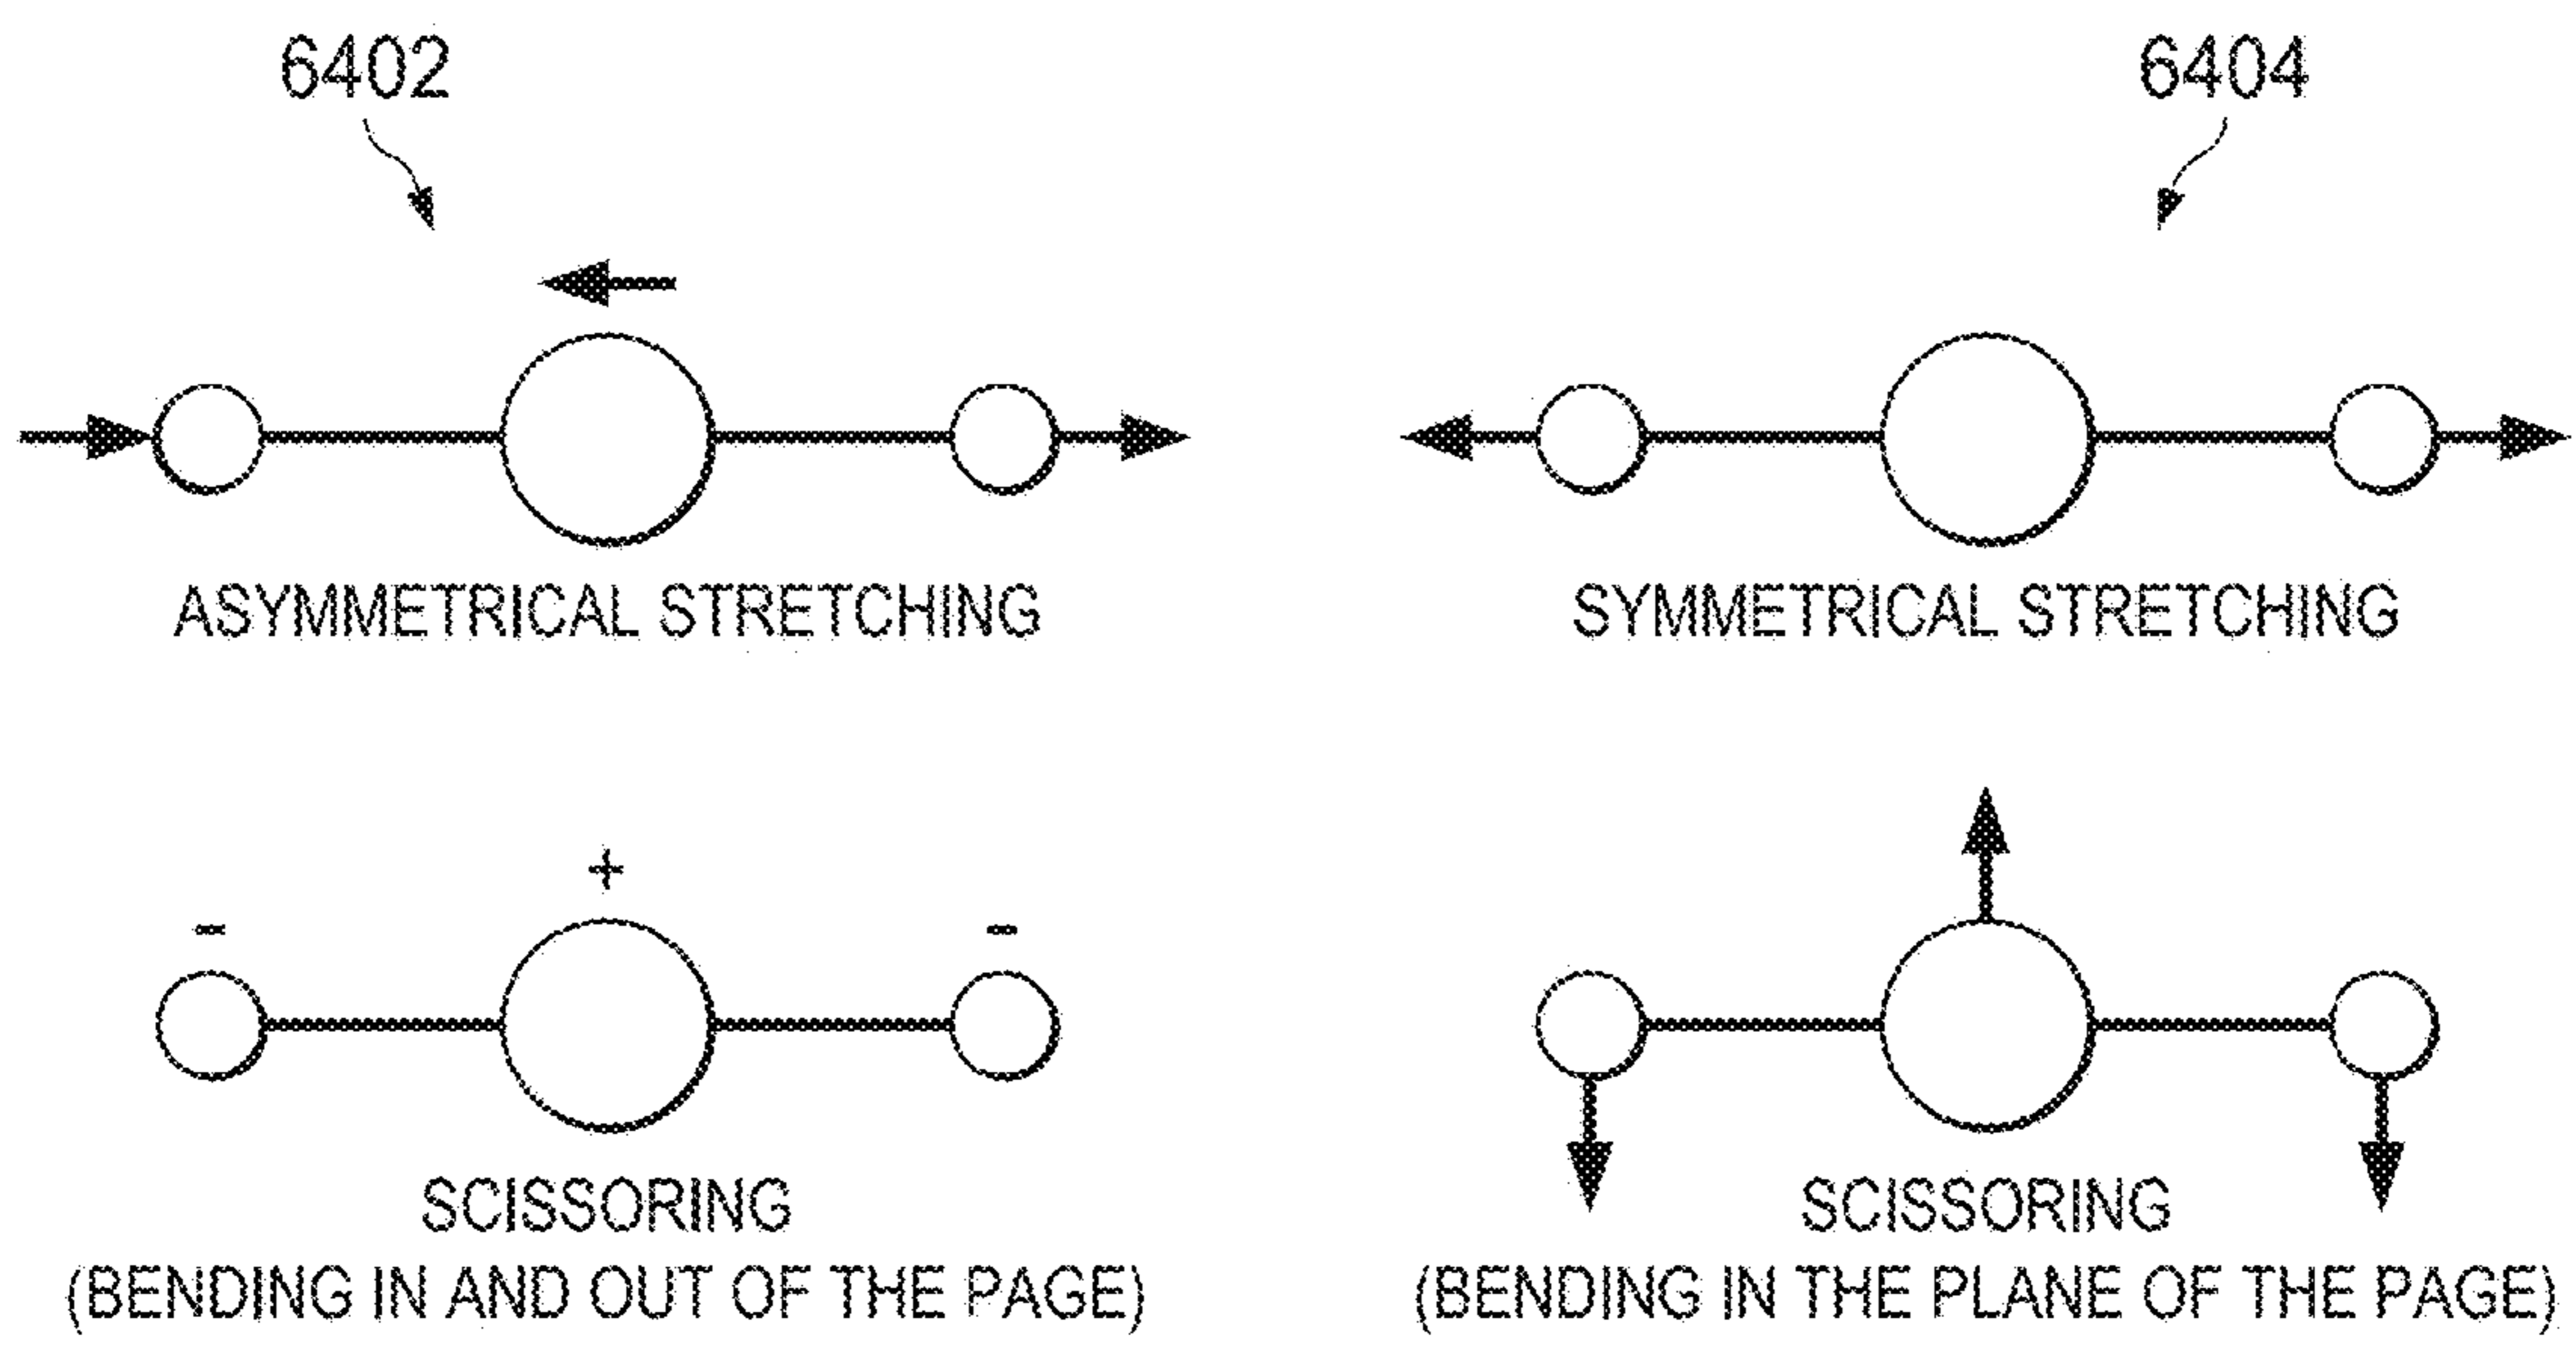 6402
6404
ASYMMETRICAL STRETCHING
SYMMETRICAL STRETCHING
+
- -
SCISSORING
(BENDING IN AND OUT OF THE PAGE)
SCISSORING
(BENDING IN THE PLANE OF THE PAGE)